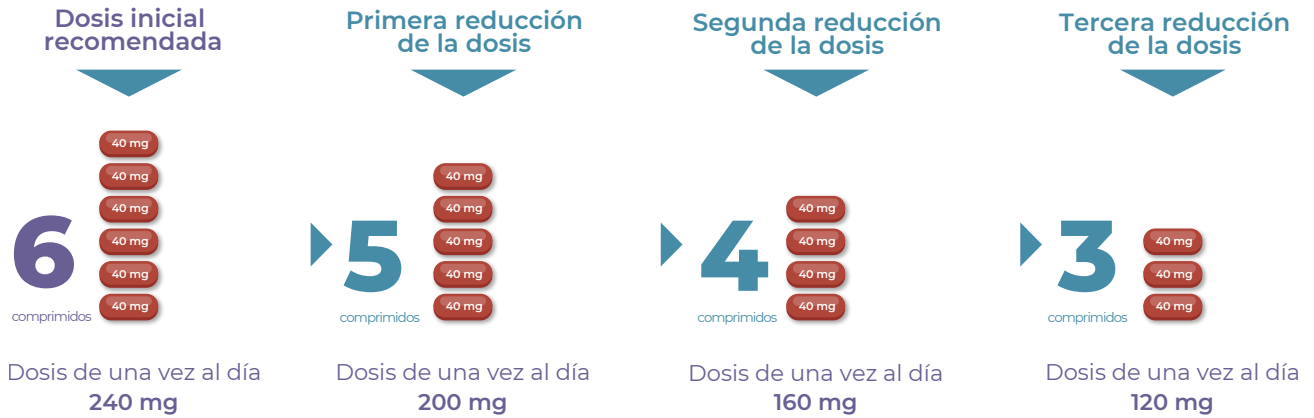 Dosis inicial
recomendada
40 mg
40 mg
40 mg
40 mg
40 mg
40 mg
6
comprimidos
Dosis de una vez al día
240 mg
Primera reducción
de la dosis
40 mg
40 mg
40 mg
40 mg
40 mg
5
comprimidos
Dosis de una vez al día
200 mg
Segunda reducción
de la dosis
40 mg
40 mg
40 mg
40 mg
4
comprimidos
Dosis de una vez al día
160 mg
Tercera reducción
de la dosis
40 mg
40 mg
40 mg
3
comprimidos
Dosis de una vez al día
120 mg